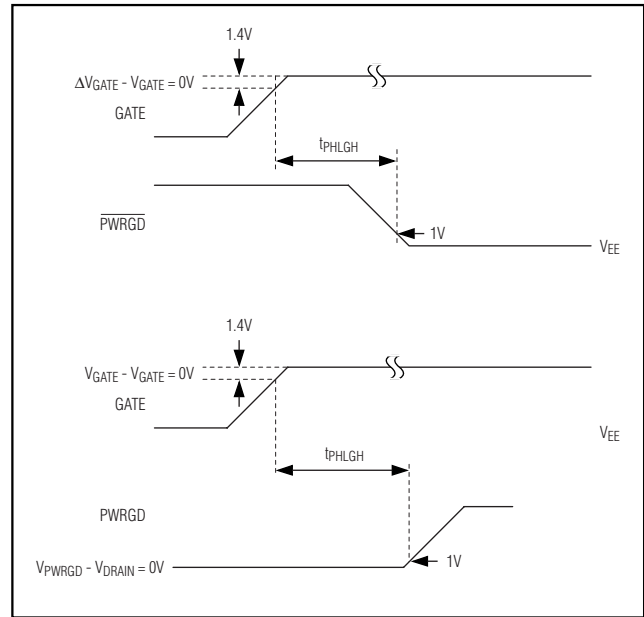 1.4V
ΔVGATE - VGATE = 0V
GATE
tPHLGH
PWRGD
1V
VEE
1.4V
VGATE - VGATE = 0V
GATE
VEE
tPHLGH
PWRGD
1V
VPWRGD - VDRAIN = 0V